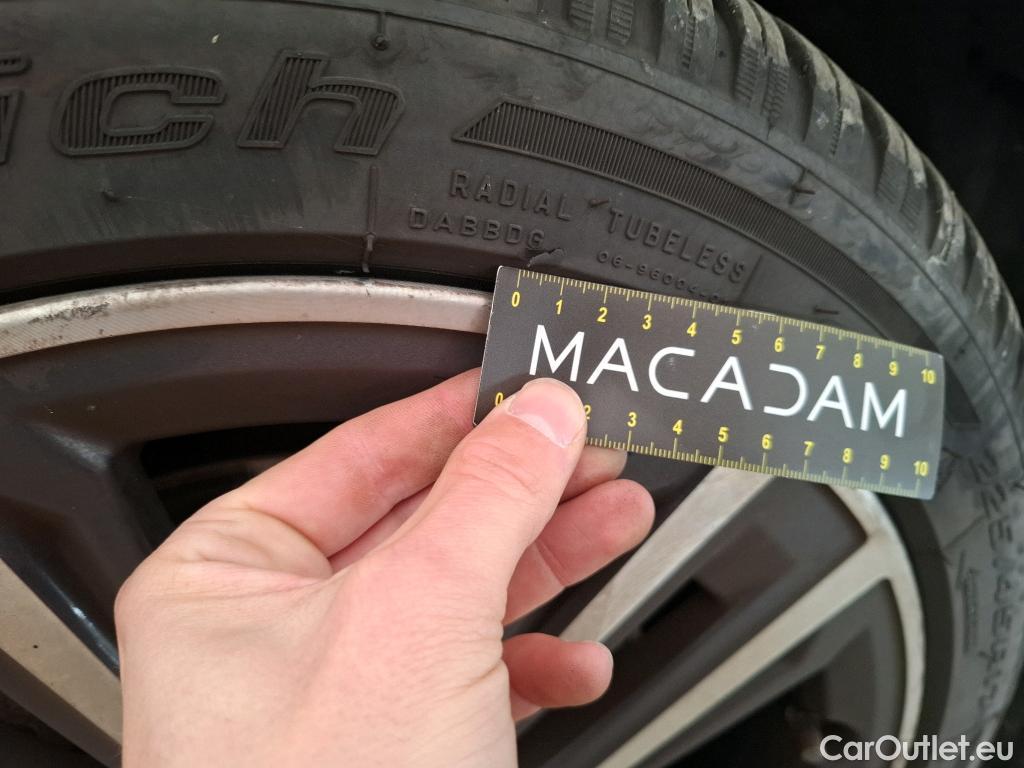 ich
RADIAL TUBELESS
DABBDG
0 1 2 3 4 5 6 7 8 9 10
MACADAM
0 2 3 4 5 6 7 8 9 10
CarOutlet.eu